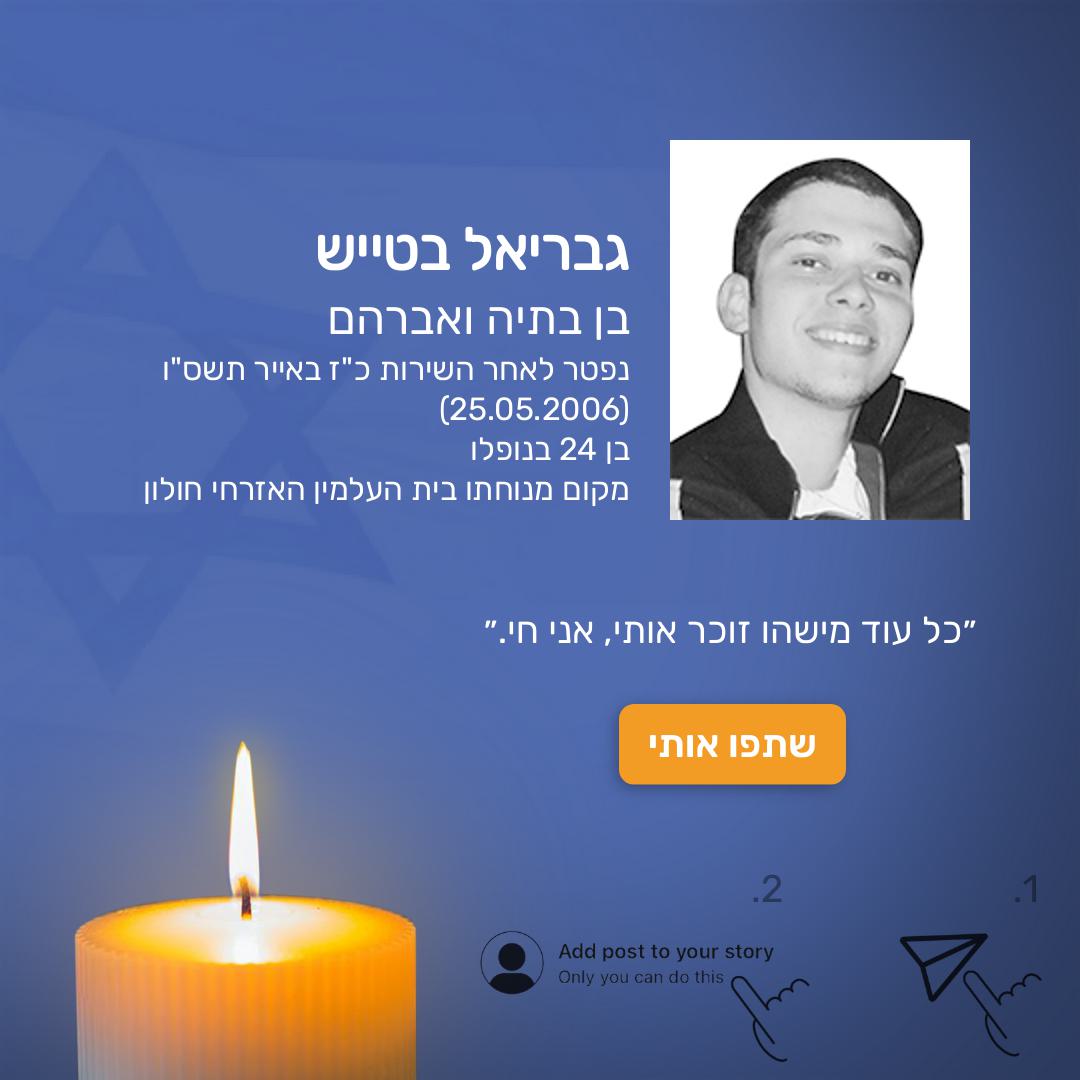 גבריאל בטייש
בן בתיה ואברהם
נפטר לאחר השירות כ"ז באייר תשס"ו
(25.05.2006)
בן 24 בנופלו
מקום מנוחתו בית העלמין האזרחי חולון
״כל עוד מישהו זוכר אותי, אני חי.״
שתפו אותי
1.
2.
Add post to your story
Only you can do this